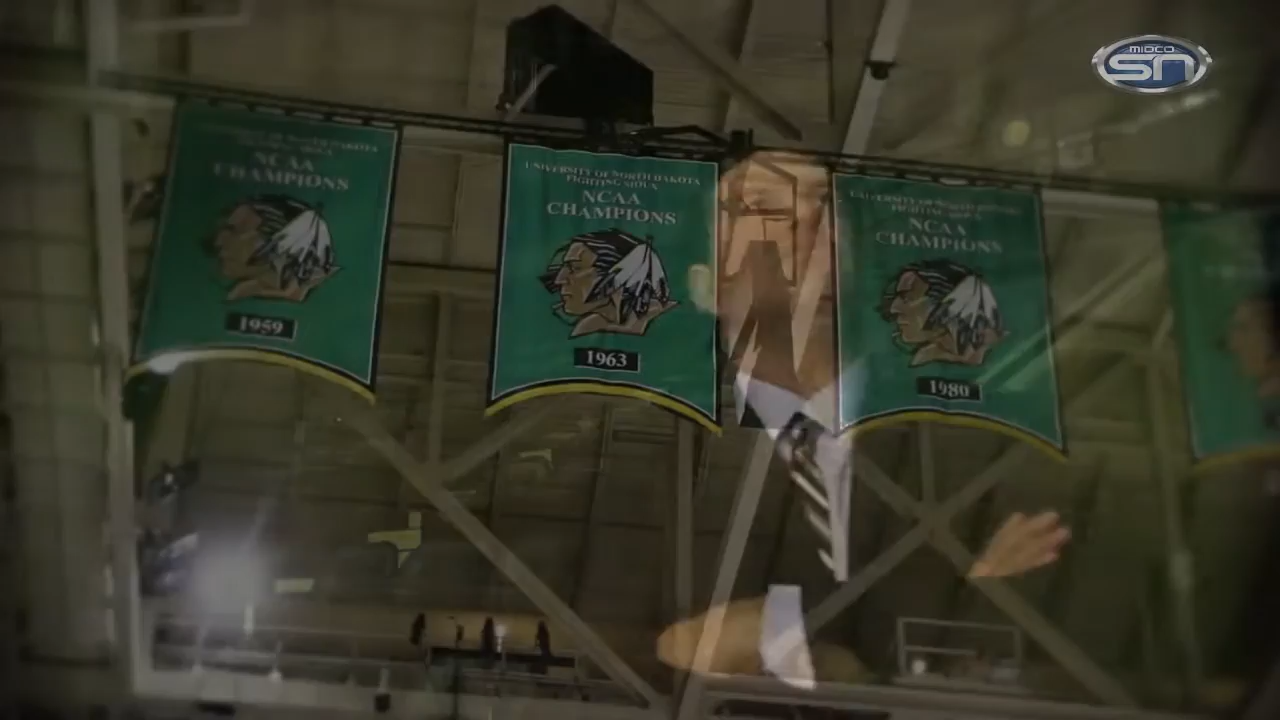 MIDCO
SN
UNIVERSITY OF NORTH DAKOTA
FIGHTING SIOUX
NCAA
CHAMPIONS
1959
UNIVERSITY OF NORTH DAKOTA
FIGHTING SIOUX
NCAA
CHAMPIONS
1963
UNIVERSITY OF NORTH DAKOTA
FIGHTING SIOUX
NCAA
CHAMPIONS
1980